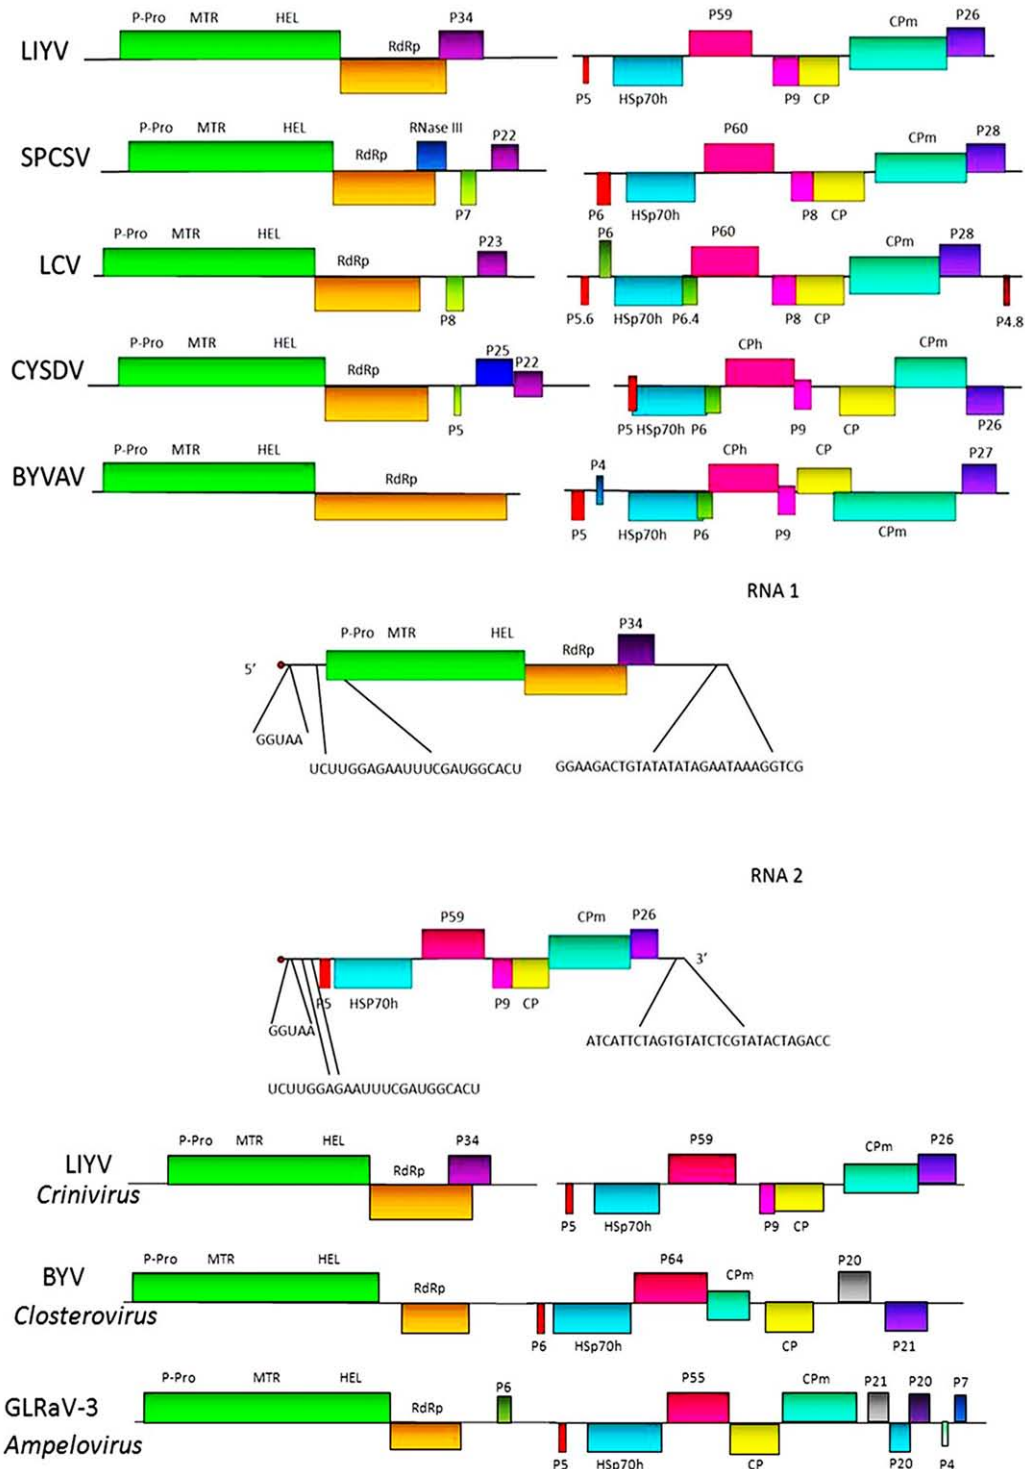 P-Pro MTR HEL P34 P59 CPm P26
LIYV RdRp
P5 HSp70h P9 CP
P-Pro MTR HEL RNase III P22 P60 CPm P28
SPCSV RdRp
P7 P6 HSp70h P8 CP
P-Pro MTR HEL P23 P6 P60 CPm P28
LCV RdRp
P8 P5.6 HSp70h P6.4 P8 CP P4.8
P-Pro MTR HEL P25 P22 CPh CPm
CYSDV RdRp
P5 P5 HSp70h P6 P9 CP P26
P-Pro MTR HEL P4 CPh CP P27
BYVAV RdRp
P5 HSp70h P6 P9 CPm
RNA 1
P-Pro MTR HEL RdRp P34
5′
GGUAA
UCUUGGAGAAUUUCGAUGGCACU GGAAGACTGTATATATAGAATAAAGGTCG
RNA 2
P59 CPm P26
3′
P5 HSP70h P9 CP
GGUAA
ATCATTCTAGTGTATCTCGTATACTAGACC
UCUUGGAGAAUUUCGAUGGCACU
P-Pro MTR HEL P34 P59 CPm P26
LIYV RdRp
Crinivirus
P5 HSp70h P9 CP
P-Pro MTR HEL P64 CPm P20
BYV RdRp
Closterovirus
P6 HSp70h CP P21
P-Pro MTR HEL P6 P55 CPm P21 P20 P7
GLRaV-3 RdRp
Ampelovirus
P5 HSp70h CP P20 P4